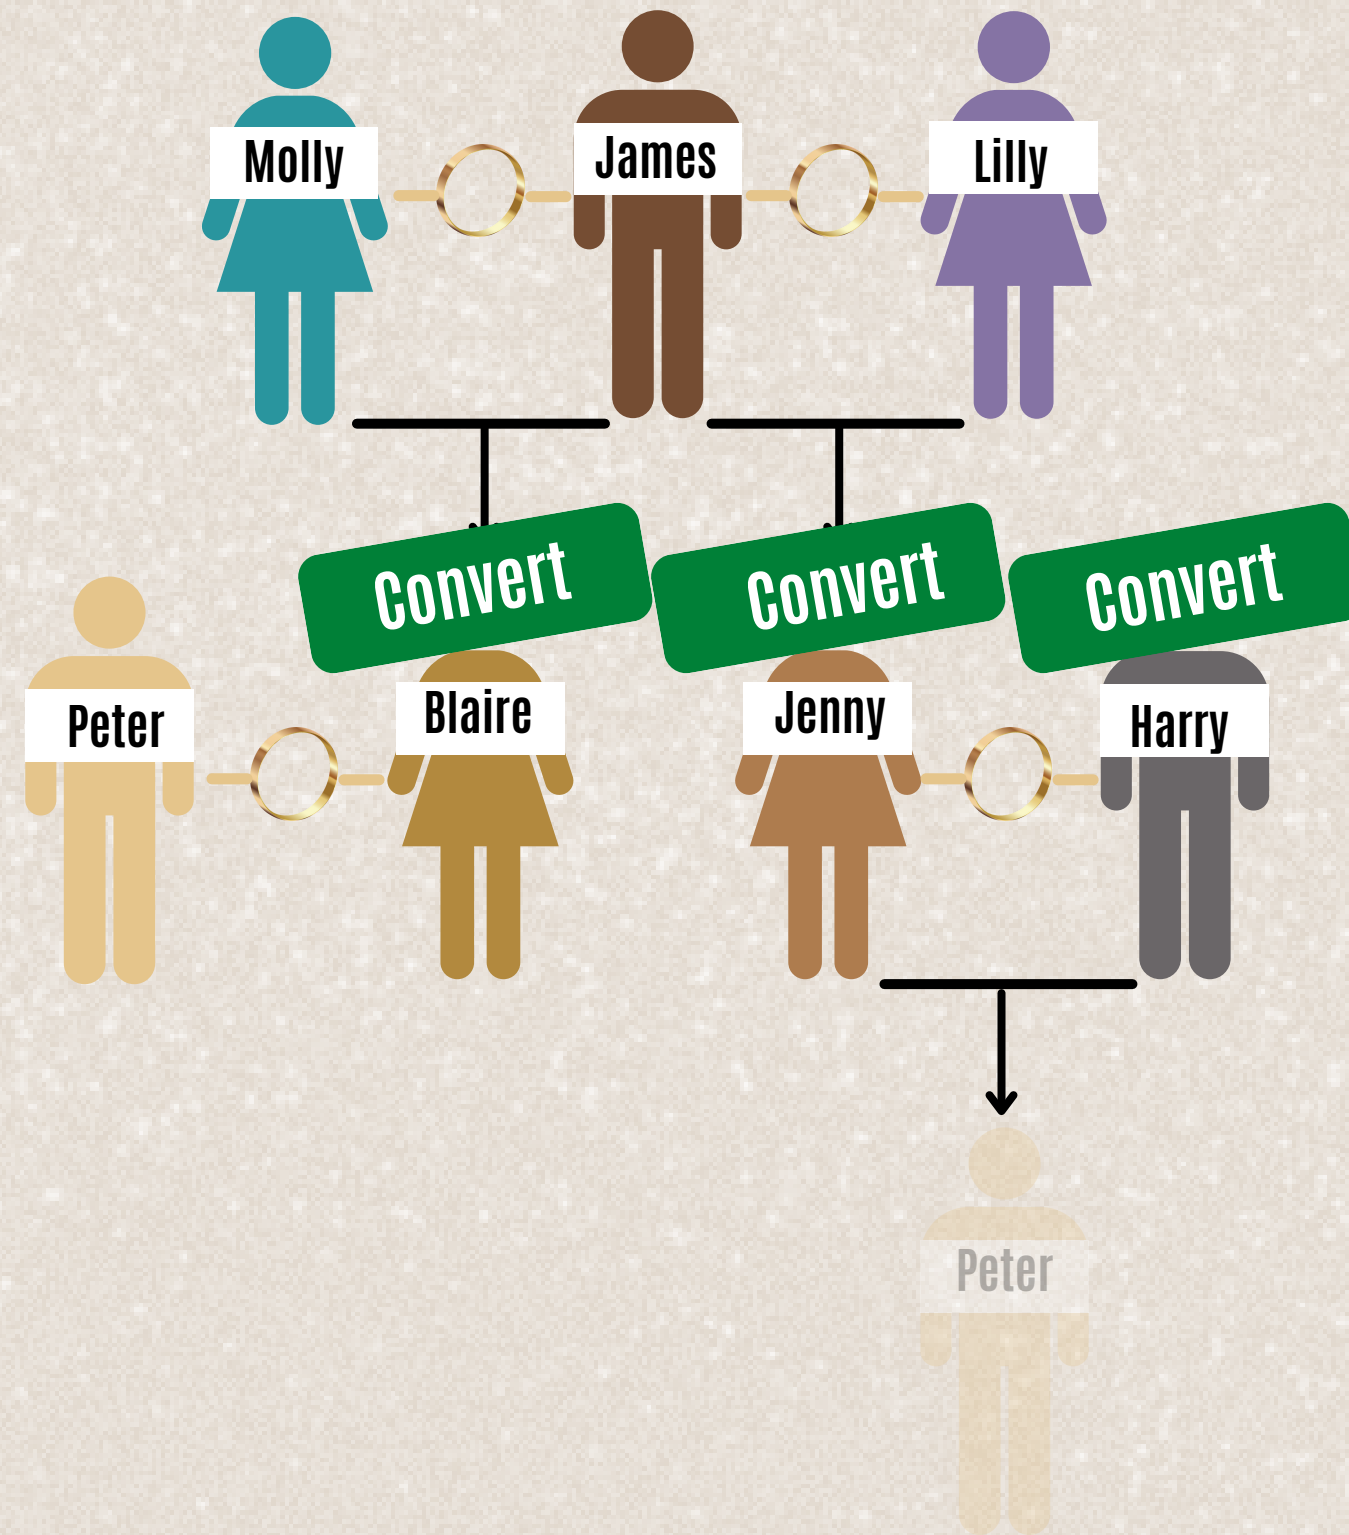 Molly
James
Lilly
Convert
Convert
Convert
Peter
Blaire
Jenny
Harry
Peter